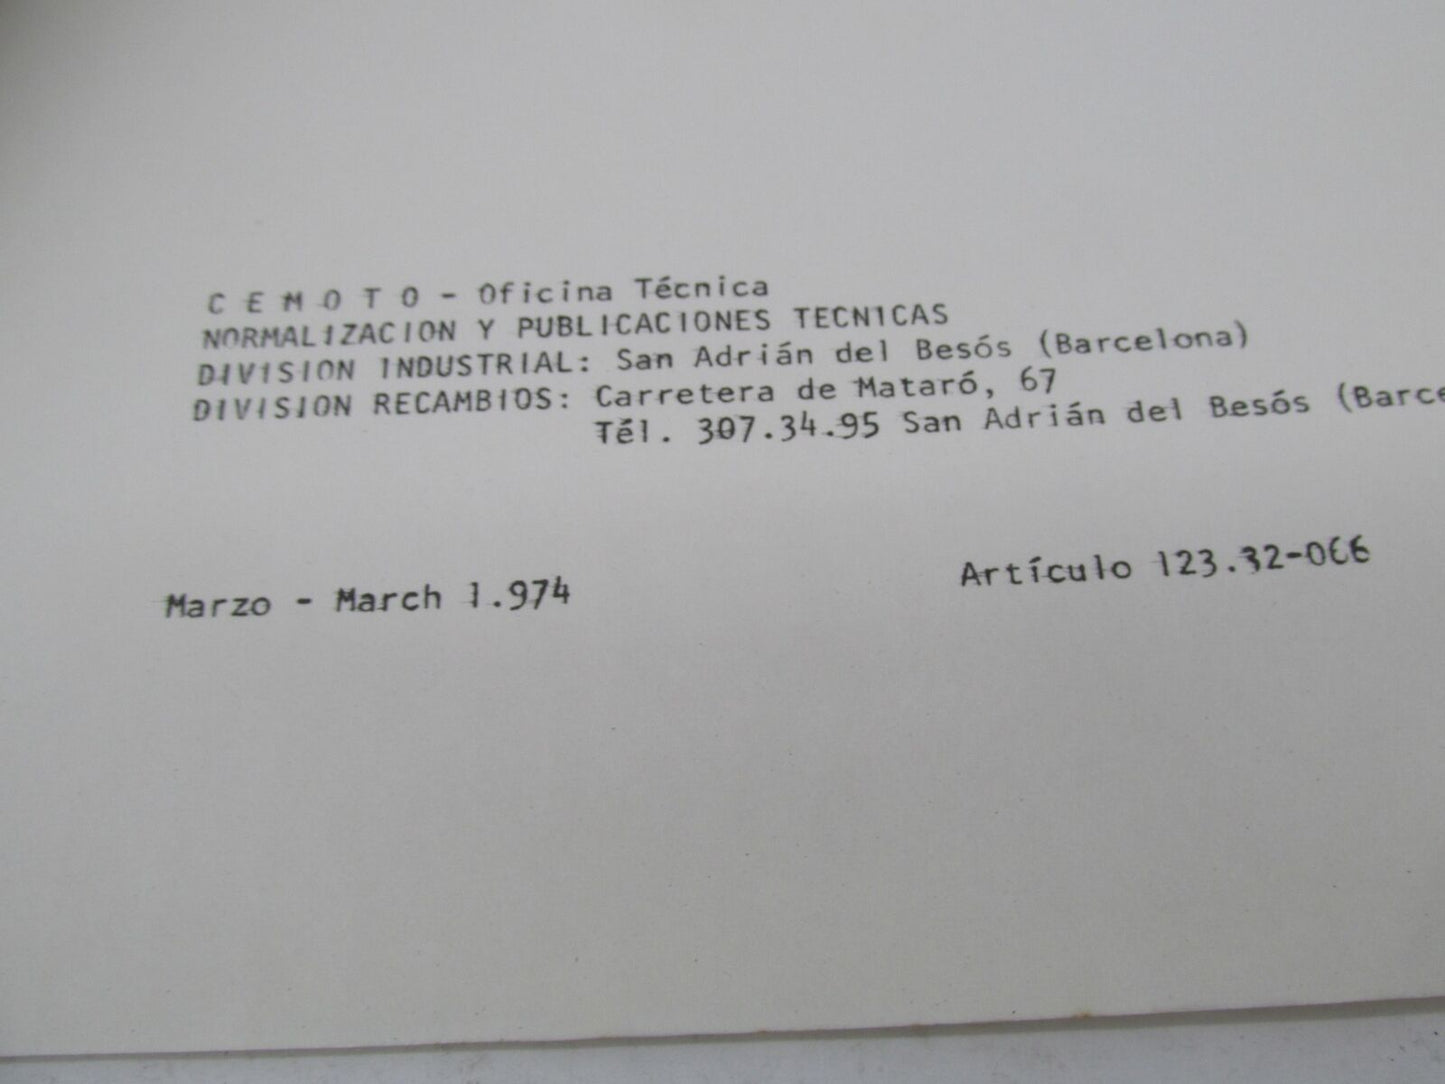 C E M O T O - Oficina Técnica
NORMALIZACION Y PUBLICACIONES TECNICAS
DIVISION INDUSTRIAL: San Adrián del Besós (Barcelona)
DIVISION RECAMBIOS: Carretera de Mataró, 67
Tél. 307.34.95 San Adrián del Besós (Barce
Marzo - March 1.974
Artículo 123.32-066